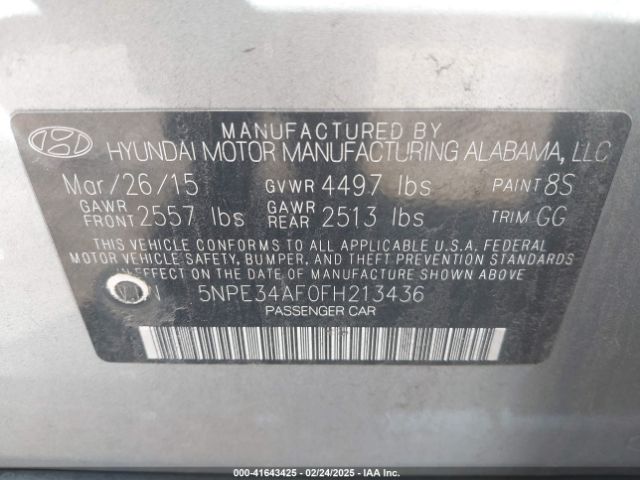 MANUFACTURED BY
HYUNDAI MOTOR MANUFACTURING ALABAMA, LLC
Mar/26/15 GVWR 4497 lbs PAINT 8S
GAWR FRONT 2557 lbs GAWR REAR 2513 lbs TRIM GG
THIS VEHICLE CONFORMS TO ALL APPLICABLE U.S.A. FEDERAL
MOTOR VEHICLE SAFETY, BUMPER, AND THEFT PREVENTION STANDARDS
IN EFFECT ON THE DATE OF MANUFACTURE SHOWN ABOVE
5NPE34AF0FH213436
PASSENGER CAR
000-41643425 - 02/24/2025 - IAA, Inc.